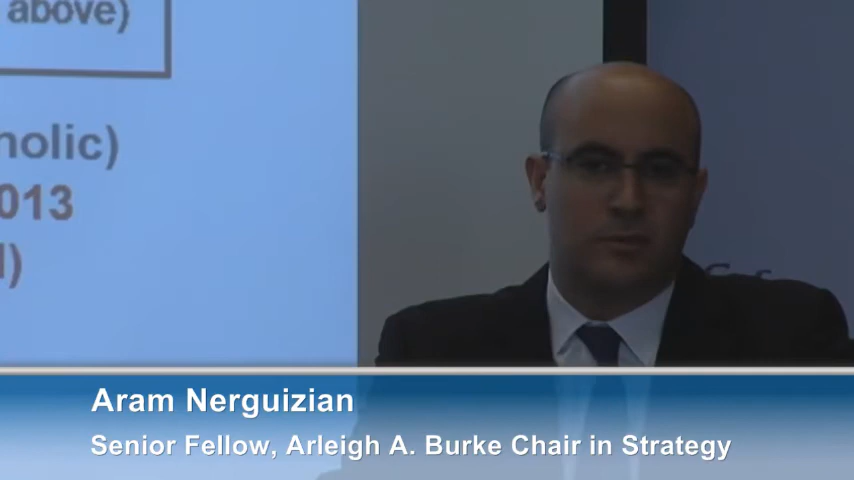 above)
holic)
013
)
Aram Nerguizian
Senior Fellow, Arleigh A. Burke Chair in Strategy